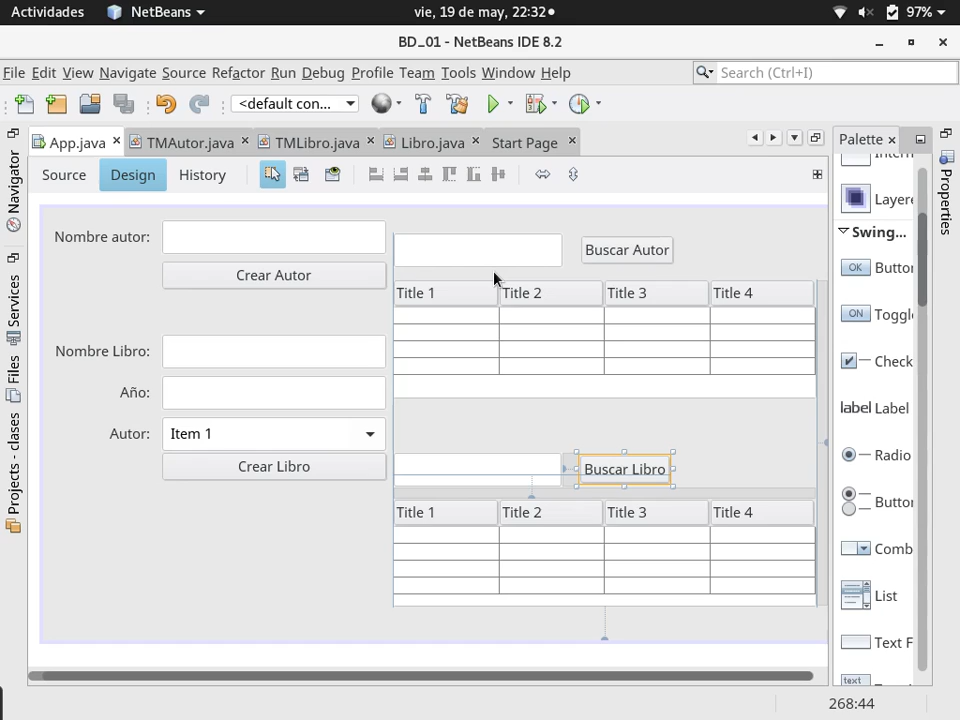 Actividades NetBeans vie, 19 de may, 22:32 97%
BD_01 - NetBeans IDE 8.2
File Edit View Navigate Source Refactor Run Debug Profile Team Tools Window Help Search (Ctrl+I)
<default con...
App.java TMAutor.java TMLibro.java Libro.java Start Page Palette
Source Design History
Navigator
Services
Files
Projects - clases
Properties
Nombre autor: Buscar Autor
Crear Autor
Title 1 Title 2 Title 3 Title 4
Nombre Libro:
Año:
Autor: Item 1
Crear Libro Buscar Libro
Title 1 Title 2 Title 3 Title 4
Layere
Swing...
OK Butto
ON Toggl
Check
label Label
Radio
Buttor
Comb
List
Text F
text
268:44